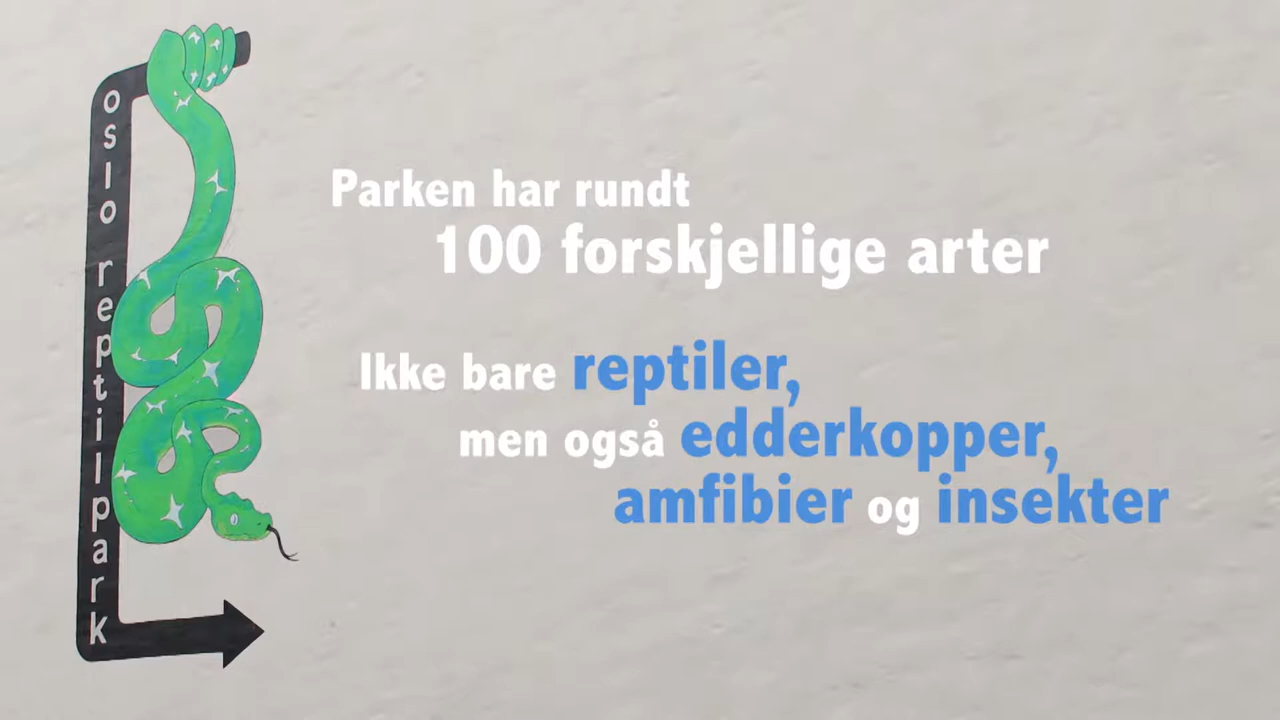 oslo reptilpark
Parken har rundt
100 forskjellige arter
Ikke bare reptiler,
men også edderkopper,
amfibier og insekter